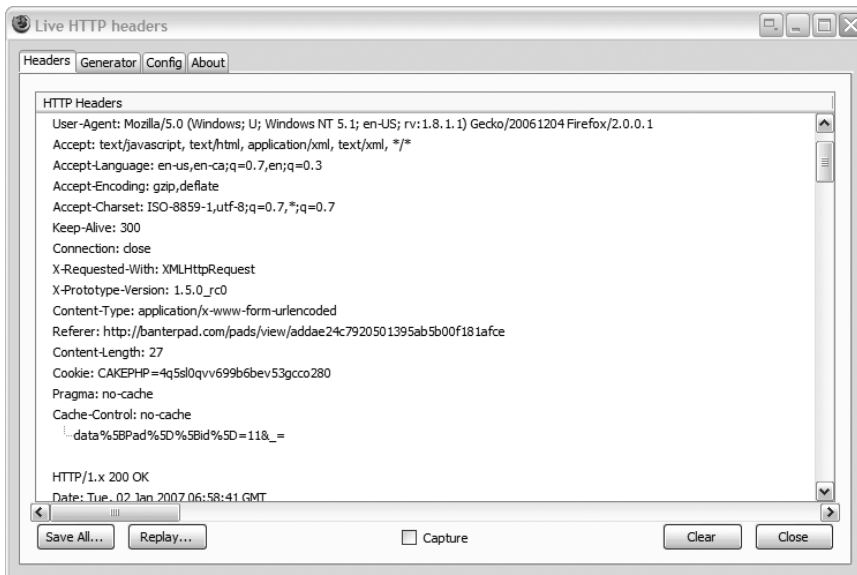 Live HTTP headers
Headers Generator Config About
HTTP Headers
User-Agent: Mozilla/5.0 (Windows; U; Windows NT 5.1; en-US; rv:1.8.1.1) Gecko/20061204 Firefox/2.0.0.1
Accept: text/javascript, text/html, application/xml, text/xml, */*
Accept-Language: en-us,en-ca;q=0.7,en;q=0.3
Accept-Encoding: gzip,deflate
Accept-Charset: ISO-8859-1,utf-8;q=0.7,*;q=0.7
Keep-Alive: 300
Connection: close
X-Requested-With: XMLHttpRequest
X-Prototype-Version: 1.5.0_rc0
Content-Type: application/x-www-form-urlencoded
Referer: http://banterpad.com/pads/view/addae24c7920501395ab5b00f181afce
Content-Length: 27
Cookie: CAKEPHP=4q5sl0qvv699b6bev53gcco280
Pragma: no-cache
Cache-Control: no-cache
data%5BPad%5D%5Bid%5D=11&_=
HTTP/1.x 200 OK
Date: Tue, 02 Jan 2007 06:58:41 GMT
Save All... Replay... Capture Clear Close